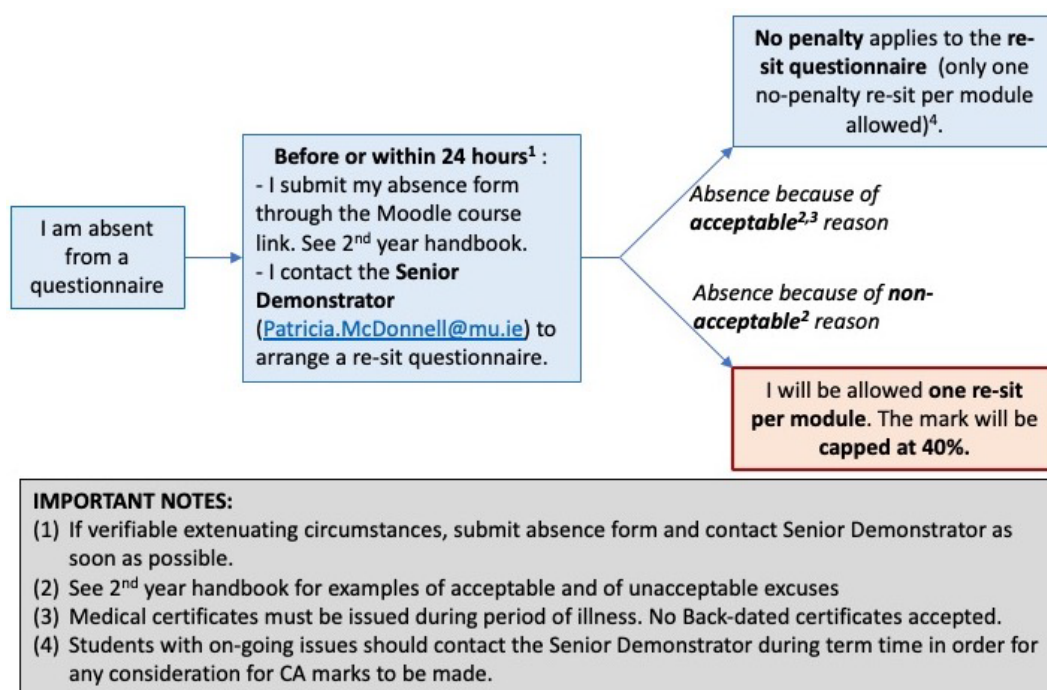 I am absent
from a
questionnaire
Before or within 24 hours¹ :
- I submit my absence form
through the Moodle course
link. See 2ⁿᵈ year handbook.
- I contact the Senior
Demonstrator
(Patricia.McDonnell@mu.ie) to
arrange a re-sit questionnaire.
No penalty applies to the re-
sit questionnaire (only one
no-penalty re-sit per module
allowed)⁴.
Absence because of
acceptable²,³ reason
Absence because of non-
acceptable² reason
I will be allowed one re-sit
per module. The mark will be
capped at 40%.
IMPORTANT NOTES:
(1) If verifiable extenuating circumstances, submit absence form and contact Senior Demonstrator as
soon as possible.
(2) See 2ⁿᵈ year handbook for examples of acceptable and of unacceptable excuses
(3) Medical certificates must be issued during period of illness. No Back-dated certificates accepted.
(4) Students with on-going issues should contact the Senior Demonstrator during term time in order for
any consideration for CA marks to be made.